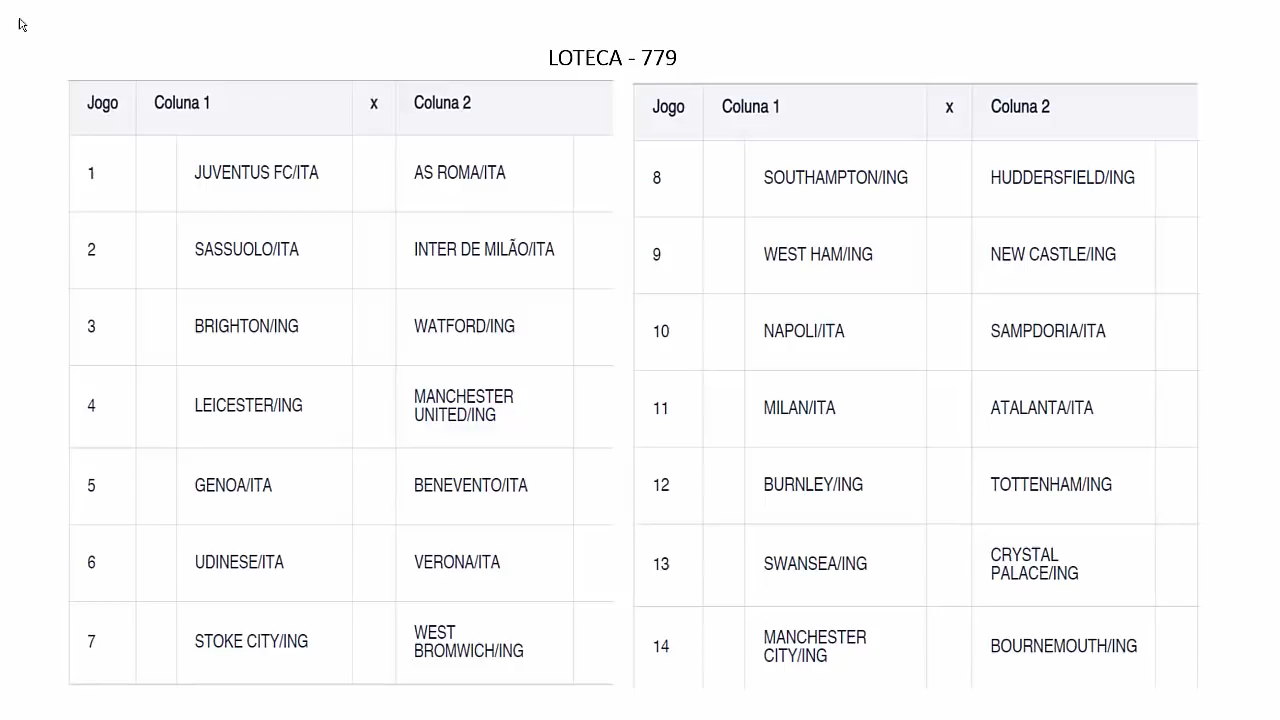 LOTECA - 779
Jogo Coluna 1 x Coluna 2
1 JUVENTUS FC/ITA AS ROMA/ITA
2 SASSUOLO/ITA INTER DE MILÃO/ITA
3 BRIGHTON/ING WATFORD/ING
4 LEICESTER/ING MANCHESTER
UNITED/ING
5 GENOA/ITA BENEVENTO/ITA
6 UDINESE/ITA VERONA/ITA
7 STOKE CITY/ING WEST
BROMWICH/ING
Jogo Coluna 1 x Coluna 2
8 SOUTHAMPTON/ING HUDDERSFIELD/ING
9 WEST HAM/ING NEW CASTLE/ING
10 NAPOLI/ITA SAMPDORIA/ITA
11 MILAN/ITA ATALANTA/ITA
12 BURNLEY/ING TOTTENHAM/ING
13 SWANSEA/ING CRYSTAL
PALACE/ING
14 MANCHESTER
CITY/ING BOURNEMOUTH/ING